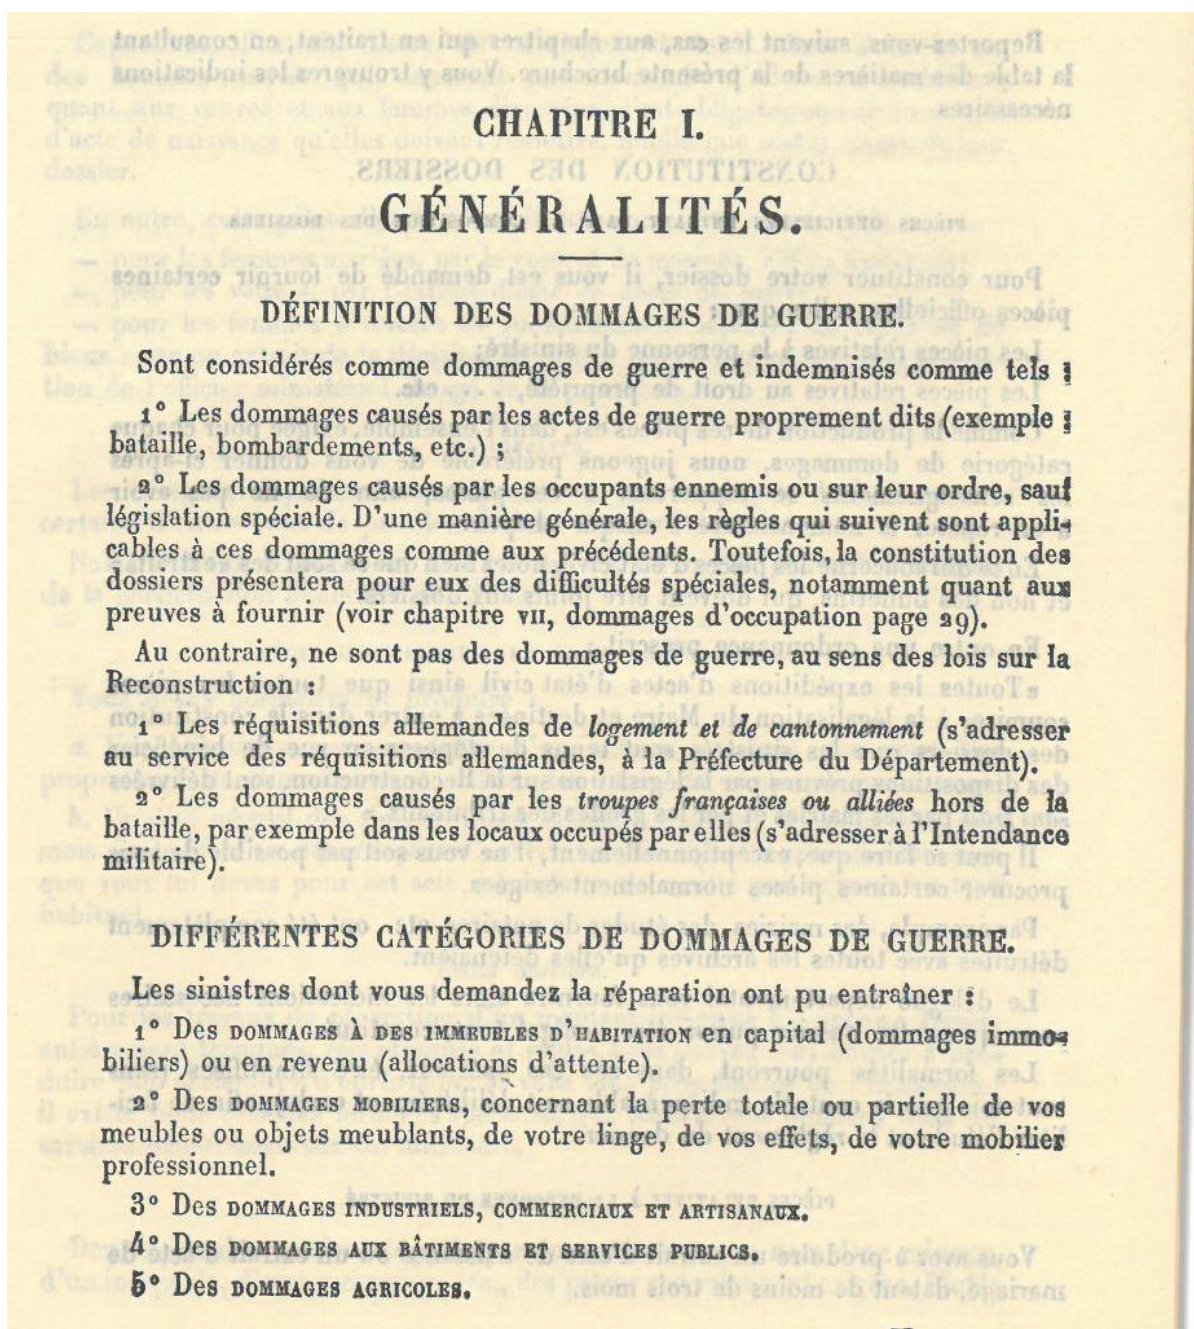 CHAPITRE I.
GÉNÉRALITÉS.
DÉFINITION DES DOMMAGES DE GUERRE.
Sont considérés comme dommages de guerre et indemnisés comme tels :
1° Les dommages causés par les actes de guerre proprement dits (exemple :
bataille, bombardements, etc.) ;
2° Les dommages causés par les occupants ennemis ou sur leur ordre, sauf
législation spéciale. D'une manière générale, les règles qui suivent sont appli-
cables à ces dommages comme aux précédents. Toutefois, la constitution des
dossiers présentera pour eux des difficultés spéciales, notamment quant aux
preuves à fournir (voir chapitre VII, dommages d'occupation page 29).
Au contraire, ne sont pas des dommages de guerre, au sens des lois sur la
Reconstruction :
1° Les réquisitions allemandes de logement et de cantonnement (s'adresser
au service des réquisitions allemandes, à la Préfecture du Département).
2° Les dommages causés par les troupes françaises ou alliées hors de la
bataille, par exemple dans les locaux occupés par elles (s'adresser à l'Intendance
militaire).
DIFFÉRENTES CATÉGORIES DE DOMMAGES DE GUERRE.
Les sinistres dont vous demandez la réparation ont pu entraîner :
1° Des DOMMAGES À DES IMMEUBLES D'HABITATION en capital (dommages immo-
biliers) ou en revenu (allocations d'attente).
2° Des DOMMAGES MOBILIERS, concernant la perte totale ou partielle de vos
meubles ou objets meublants, de votre linge, de vos effets, de votre mobilier
professionnel.
3° Des DOMMAGES INDUSTRIELS, COMMERCIAUX ET ARTISANAUX.
4° Des DOMMAGES AUX BÂTIMENTS ET SERVICES PUBLICS.
5° Des DOMMAGES AGRICOLES.